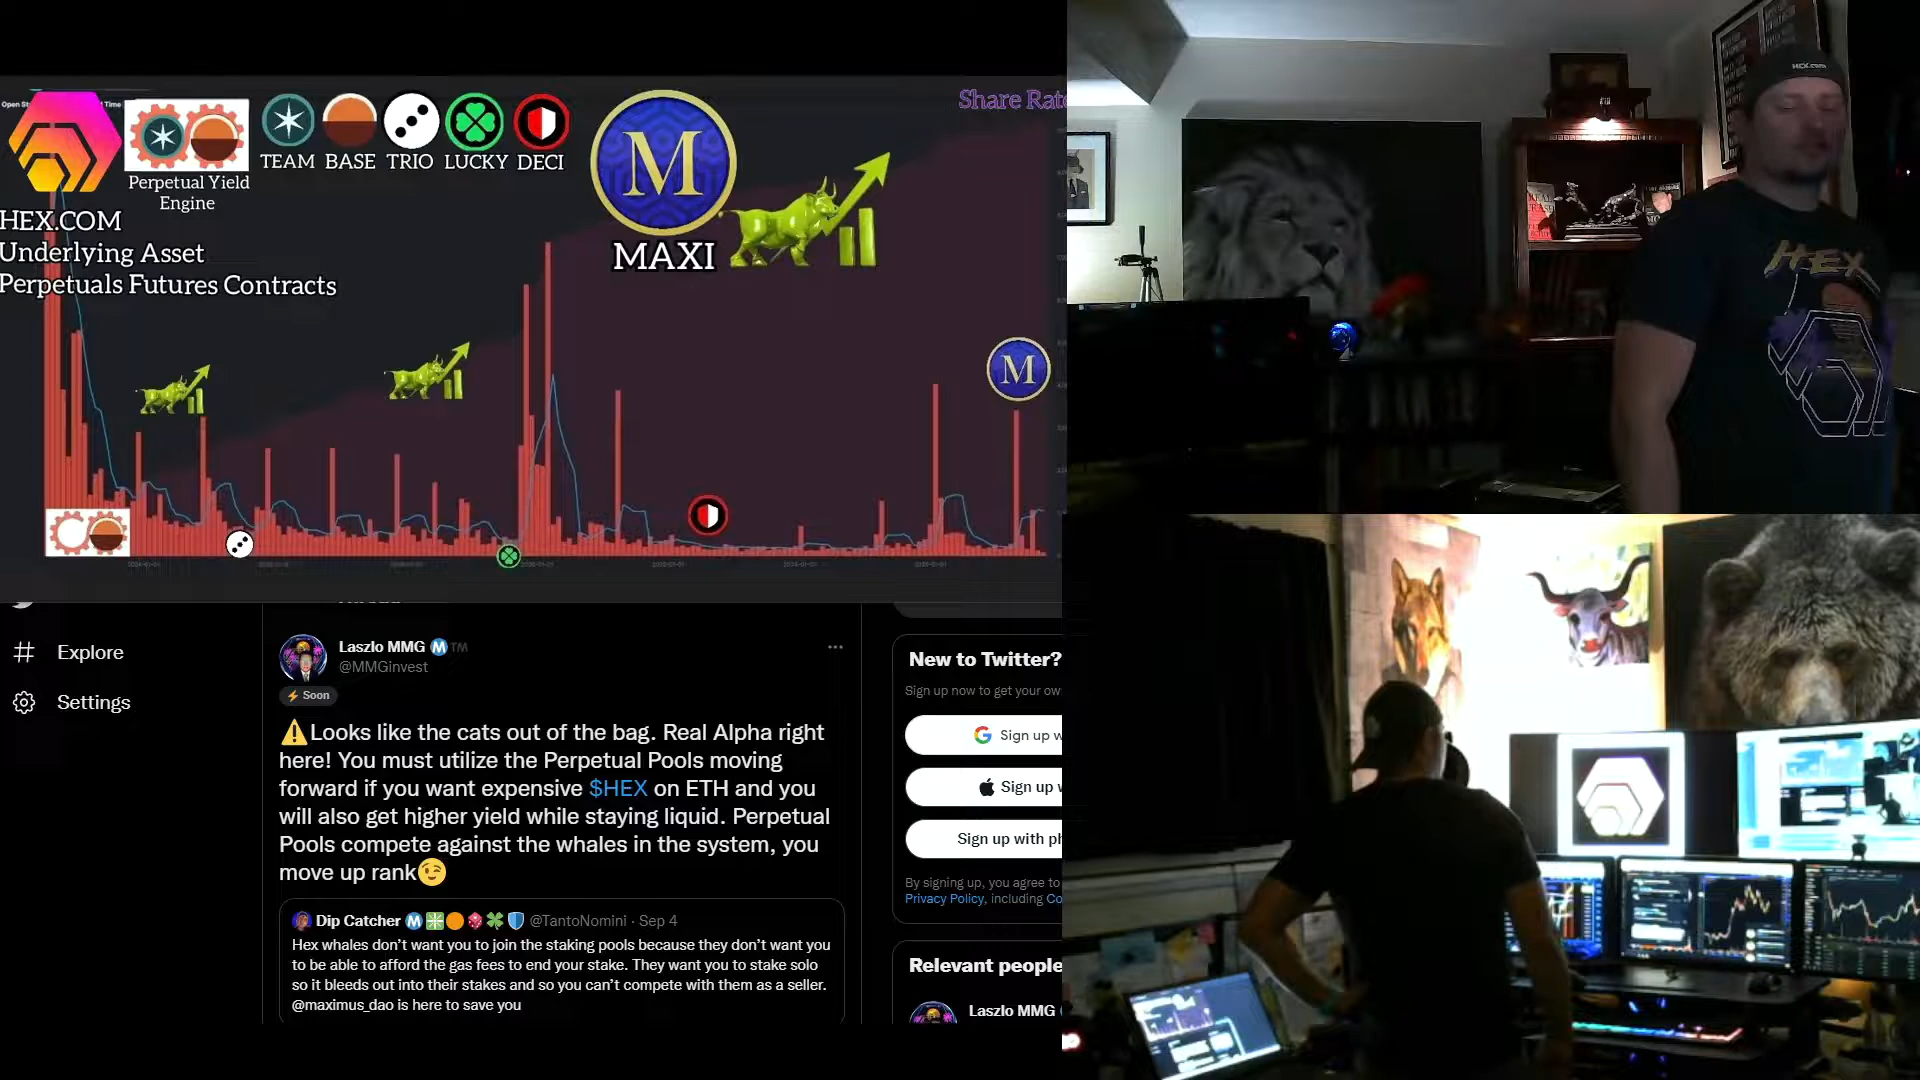 Share Rate
Perpetual Yield
Engine
TEAM BASE TRIO LUCKY DECI
M
MAXI
HEX.COM
Underlying Asset
Perpetuals Futures Contracts
M
HEX.com
HEX
Explore
Settings
Laszlo MMG M TM
@MMGinvest
⚡ Soon
⚠️Looks like the cats out of the bag. Real Alpha right
here! You must utilize the Perpetual Pools moving
forward if you want expensive $HEX on ETH and you
will also get higher yield while staying liquid. Perpetual
Pools compete against the whales in the system, you
move up rank😉
Dip Catcher @TantoNomini · Sep 4
Hex whales don't want you to join the staking pools because they don't want you
to be able to afford the gas fees to end your stake. They want you to stake solo
so it bleeds out into their stakes and so you can't compete with them as a seller.
@maximus_dao is here to save you
New to Twitter?
Sign up now to get your
Sign up
Sign up
Sign up with
By signing up, you agree to
Privacy Policy, including
Relevant people
Laszlo MMG